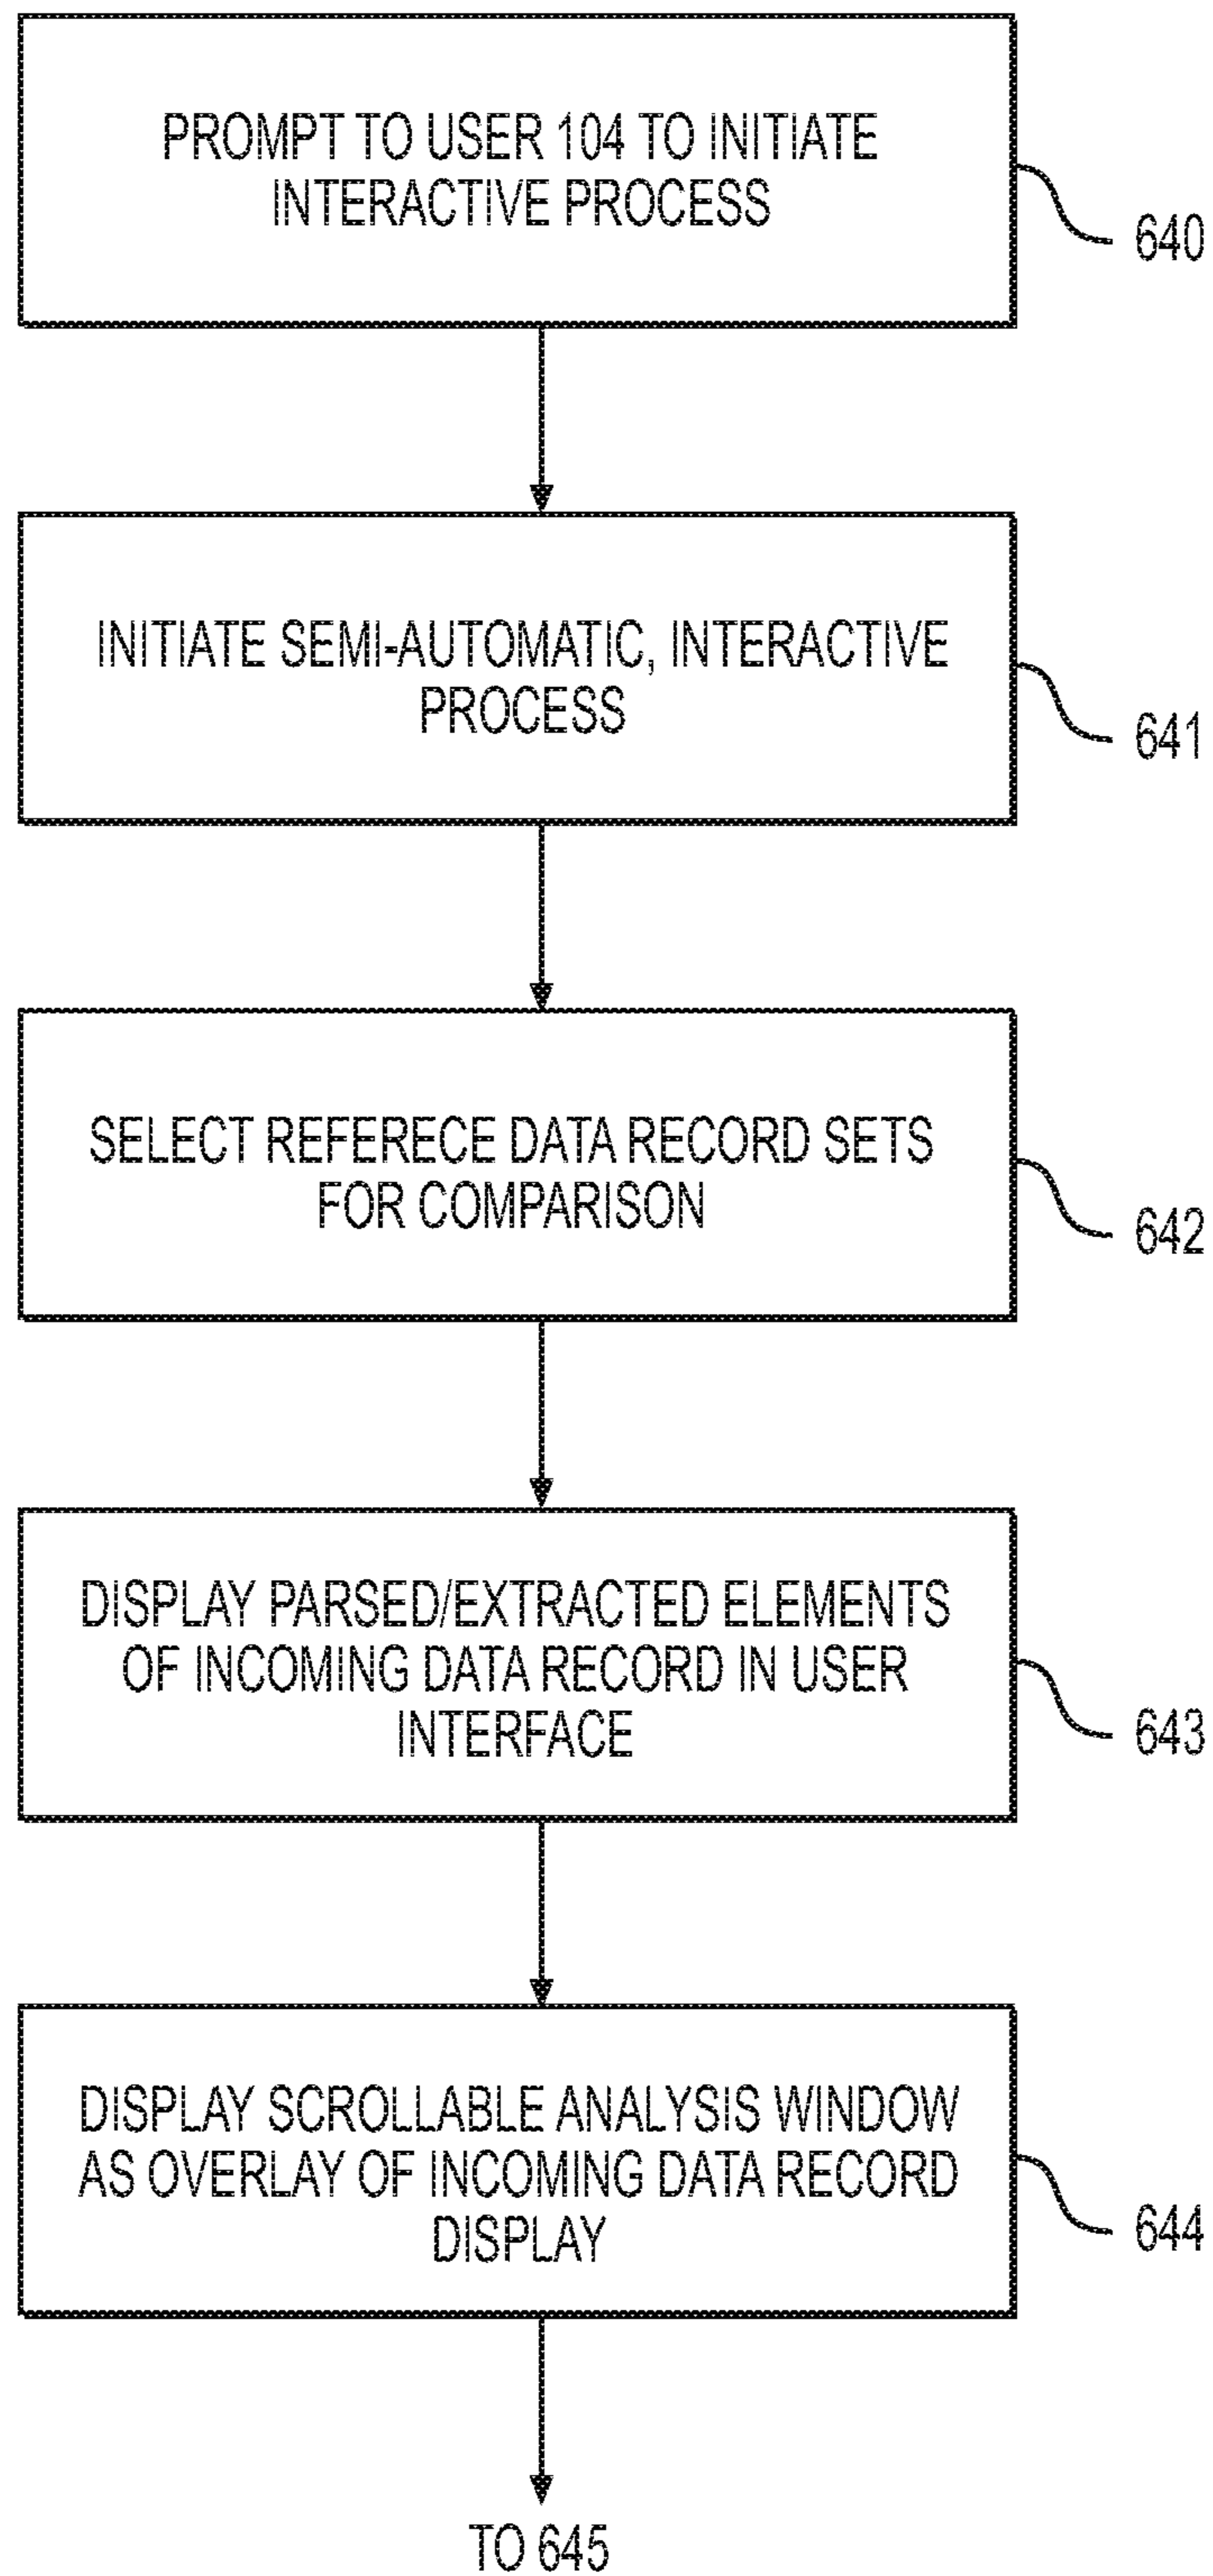 PROMPT TO USER 104 TO INITIATE
INTERACTIVE PROCESS
640
INITIATE SEMI-AUTOMATIC, INTERACTIVE
PROCESS
641
SELECT REFERECE DATA RECORD SETS
FOR COMPARISON
642
DISPLAY PARSED/EXTRACTED ELEMENTS
OF INCOMING DATA RECORD IN USER
INTERFACE
643
DISPLAY SCROLLABLE ANALYSIS WINDOW
AS OVERLAY OF INCOMING DATA RECORD
DISPLAY
644
TO 645